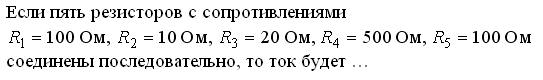 Если пять резисторов с сопротивлениями
R₁ = 100 Ом, R₂ = 10 Ом, R₃ = 20 Ом, R₄ = 500 Ом, R₅ = 100 Ом
соединены последовательно, то ток будет …